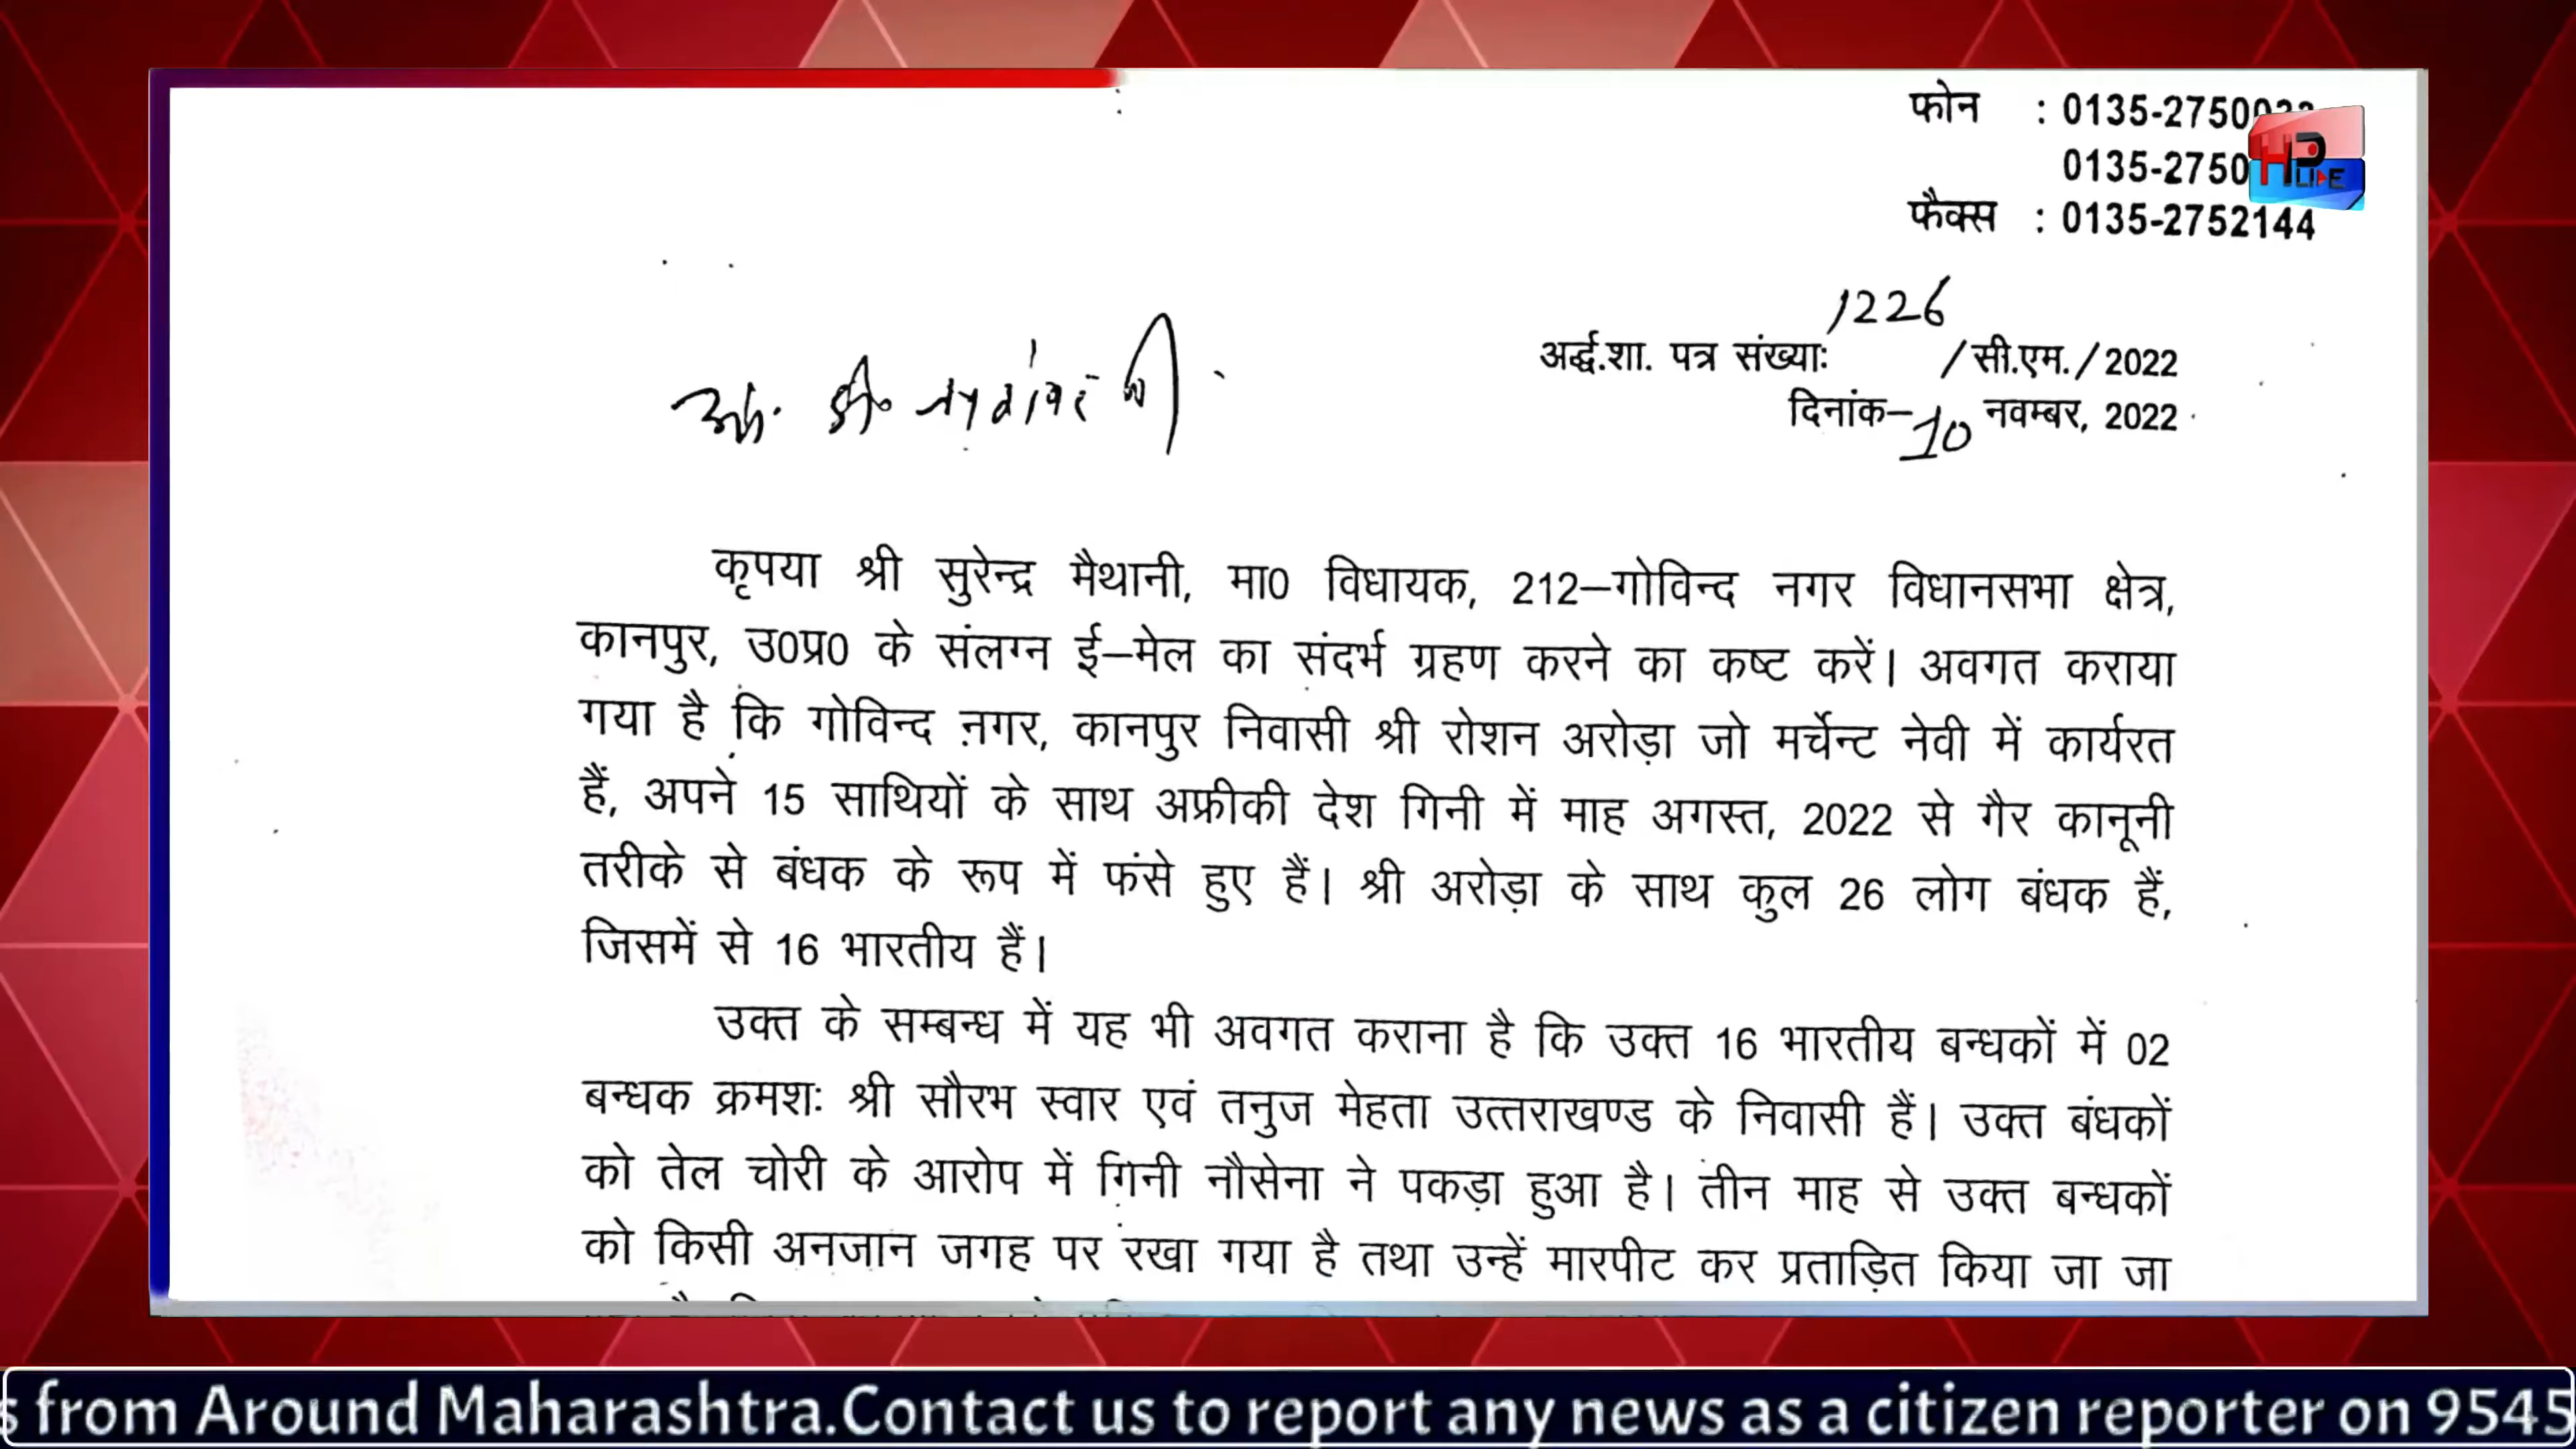 फोन : 0135-2750033
0135-2750
फैक्स : 0135-2752144
HD LIVE
1226
अर्द्ध.शा. पत्र संख्याः /सी.एम./2022
दिनांक–10 नवम्बर, 2022
कृपया श्री सुरेन्द्र मैथानी, मा0 विधायक, 212–गोविन्द नगर विधानसभा क्षेत्र,
कानपुर, उ0प्र0 के संलग्न ई–मेल का संदर्भ ग्रहण करने का कष्ट करें। अवगत कराया
गया है कि गोविन्द नगर, कानपुर निवासी श्री रोशन अरोड़ा जो मर्चेन्ट नेवी में कार्यरत
हैं, अपने 15 साथियों के साथ अफ्रीकी देश गिनी में माह अगस्त, 2022 से गैर कानूनी
तरीके से बंधक के रूप में फंसे हुए हैं। श्री अरोड़ा के साथ कुल 26 लोग बंधक हैं,
जिसमें से 16 भारतीय हैं।
उक्त के सम्बन्ध में यह भी अवगत कराना है कि उक्त 16 भारतीय बन्धकों में 02
बन्धक क्रमशः श्री सौरभ स्वार एवं तनुज मेहता उत्तराखण्ड के निवासी हैं। उक्त बंधकों
को तेल चोरी के आरोप में गिनी नौसेना ने पकड़ा हुआ है। तीन माह से उक्त बन्धकों
को किसी अनजान जगह पर रखा गया है तथा उन्हें मारपीट कर प्रताड़ित किया जा जा
s from Around Maharashtra.Contact us to report any news as a citizen reporter on 9545